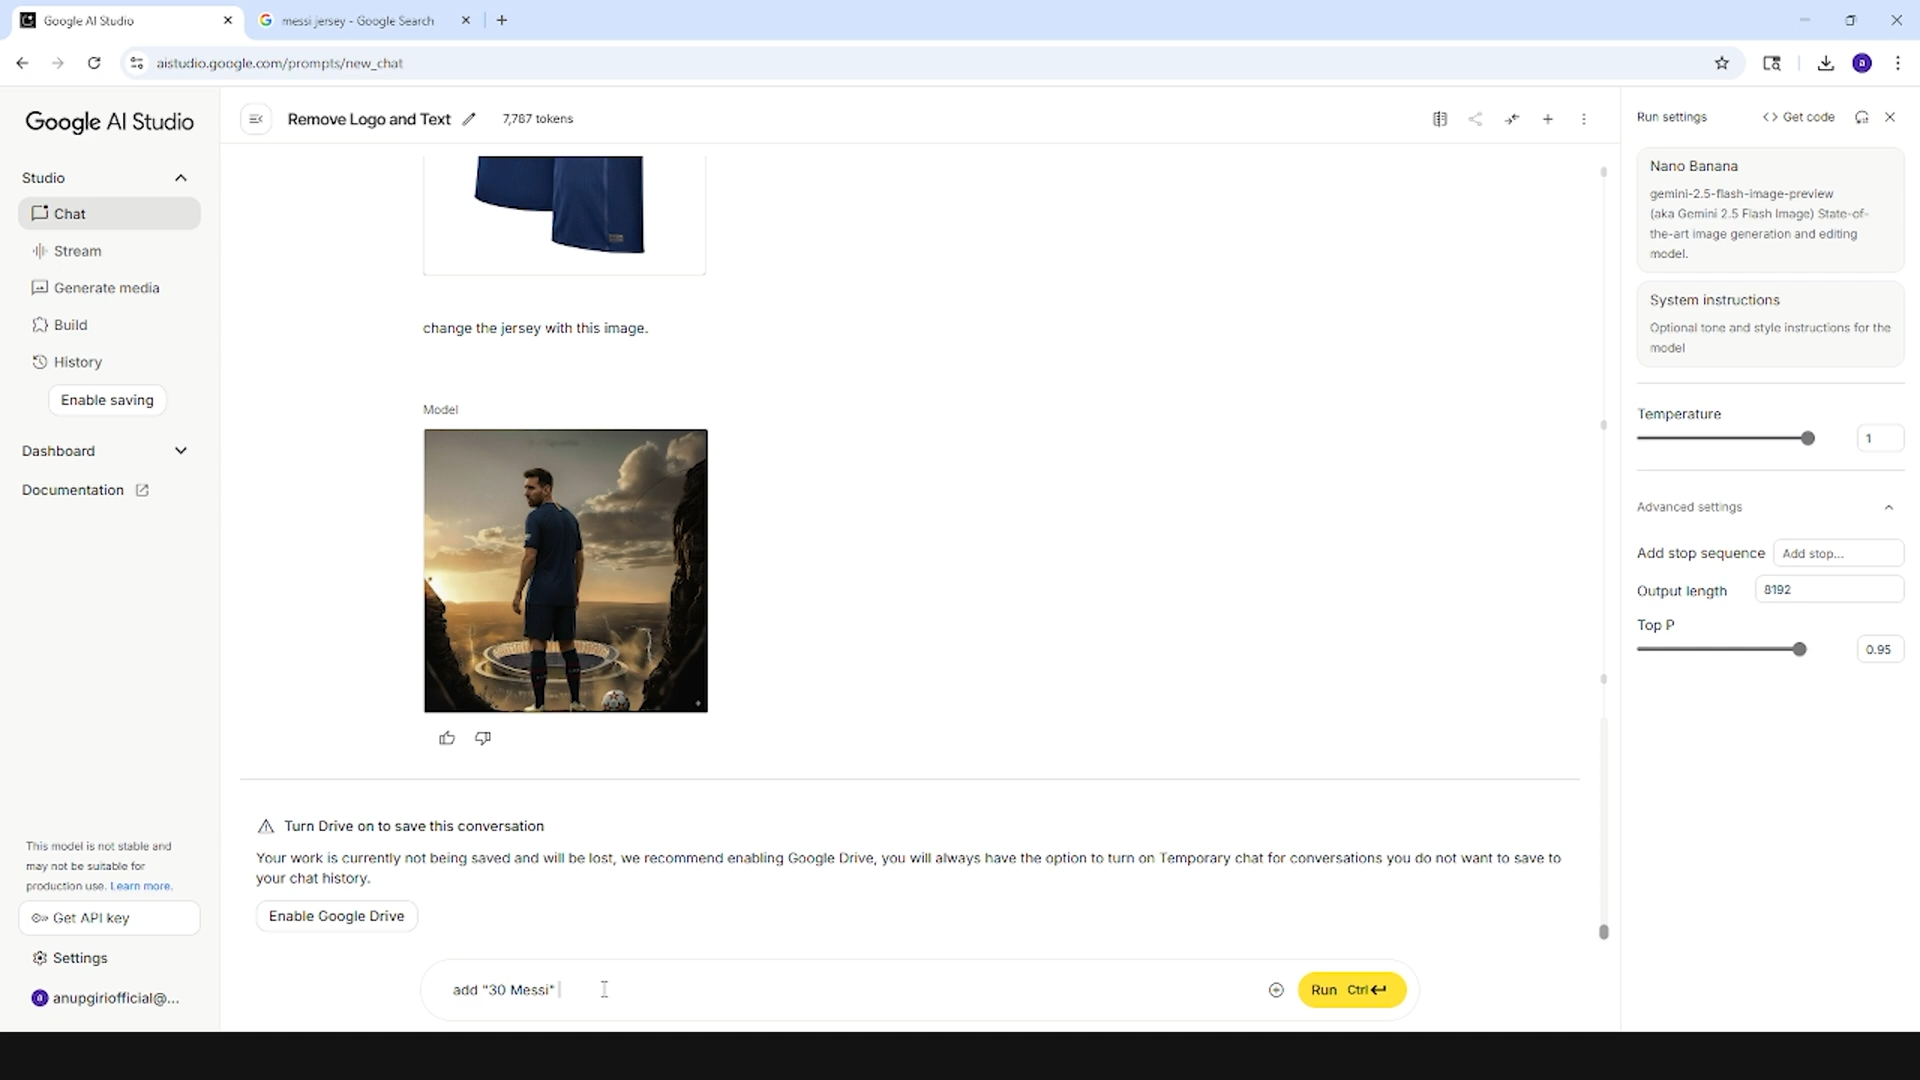 Google AI Studio
messi jersey - Google Search
aistudio.google.com/prompts/new_chat
a
Google AI Studio
Studio
Chat
Stream
Generate media
Build
History
Enable saving
Dashboard
Documentation
This model is not stable and
may not be suitable for
production use. Learn more.
Get API key
Settings
a anupgiriofficial@...
Remove Logo and Text
7,787 tokens
change the jersey with this image.
Model
Turn Drive on to save this conversation
Your work is currently not being saved and will be lost, we recommend enabling Google Drive, you will always have the option to turn on Temporary chat for conversations you do not want to save to
your chat history.
Enable Google Drive
add "30 Messi"
Run Ctrl
Run settings
Get code
Nano Banana
gemini-2.5-flash-image-preview
(aka Gemini 2.5 Flash Image) State-of-
the-art image generation and editing
model.
System instructions
Optional tone and style instructions for the
model
Temperature
1
Advanced settings
Add stop sequence
Add stop...
Output length
8192
Top P
0.95